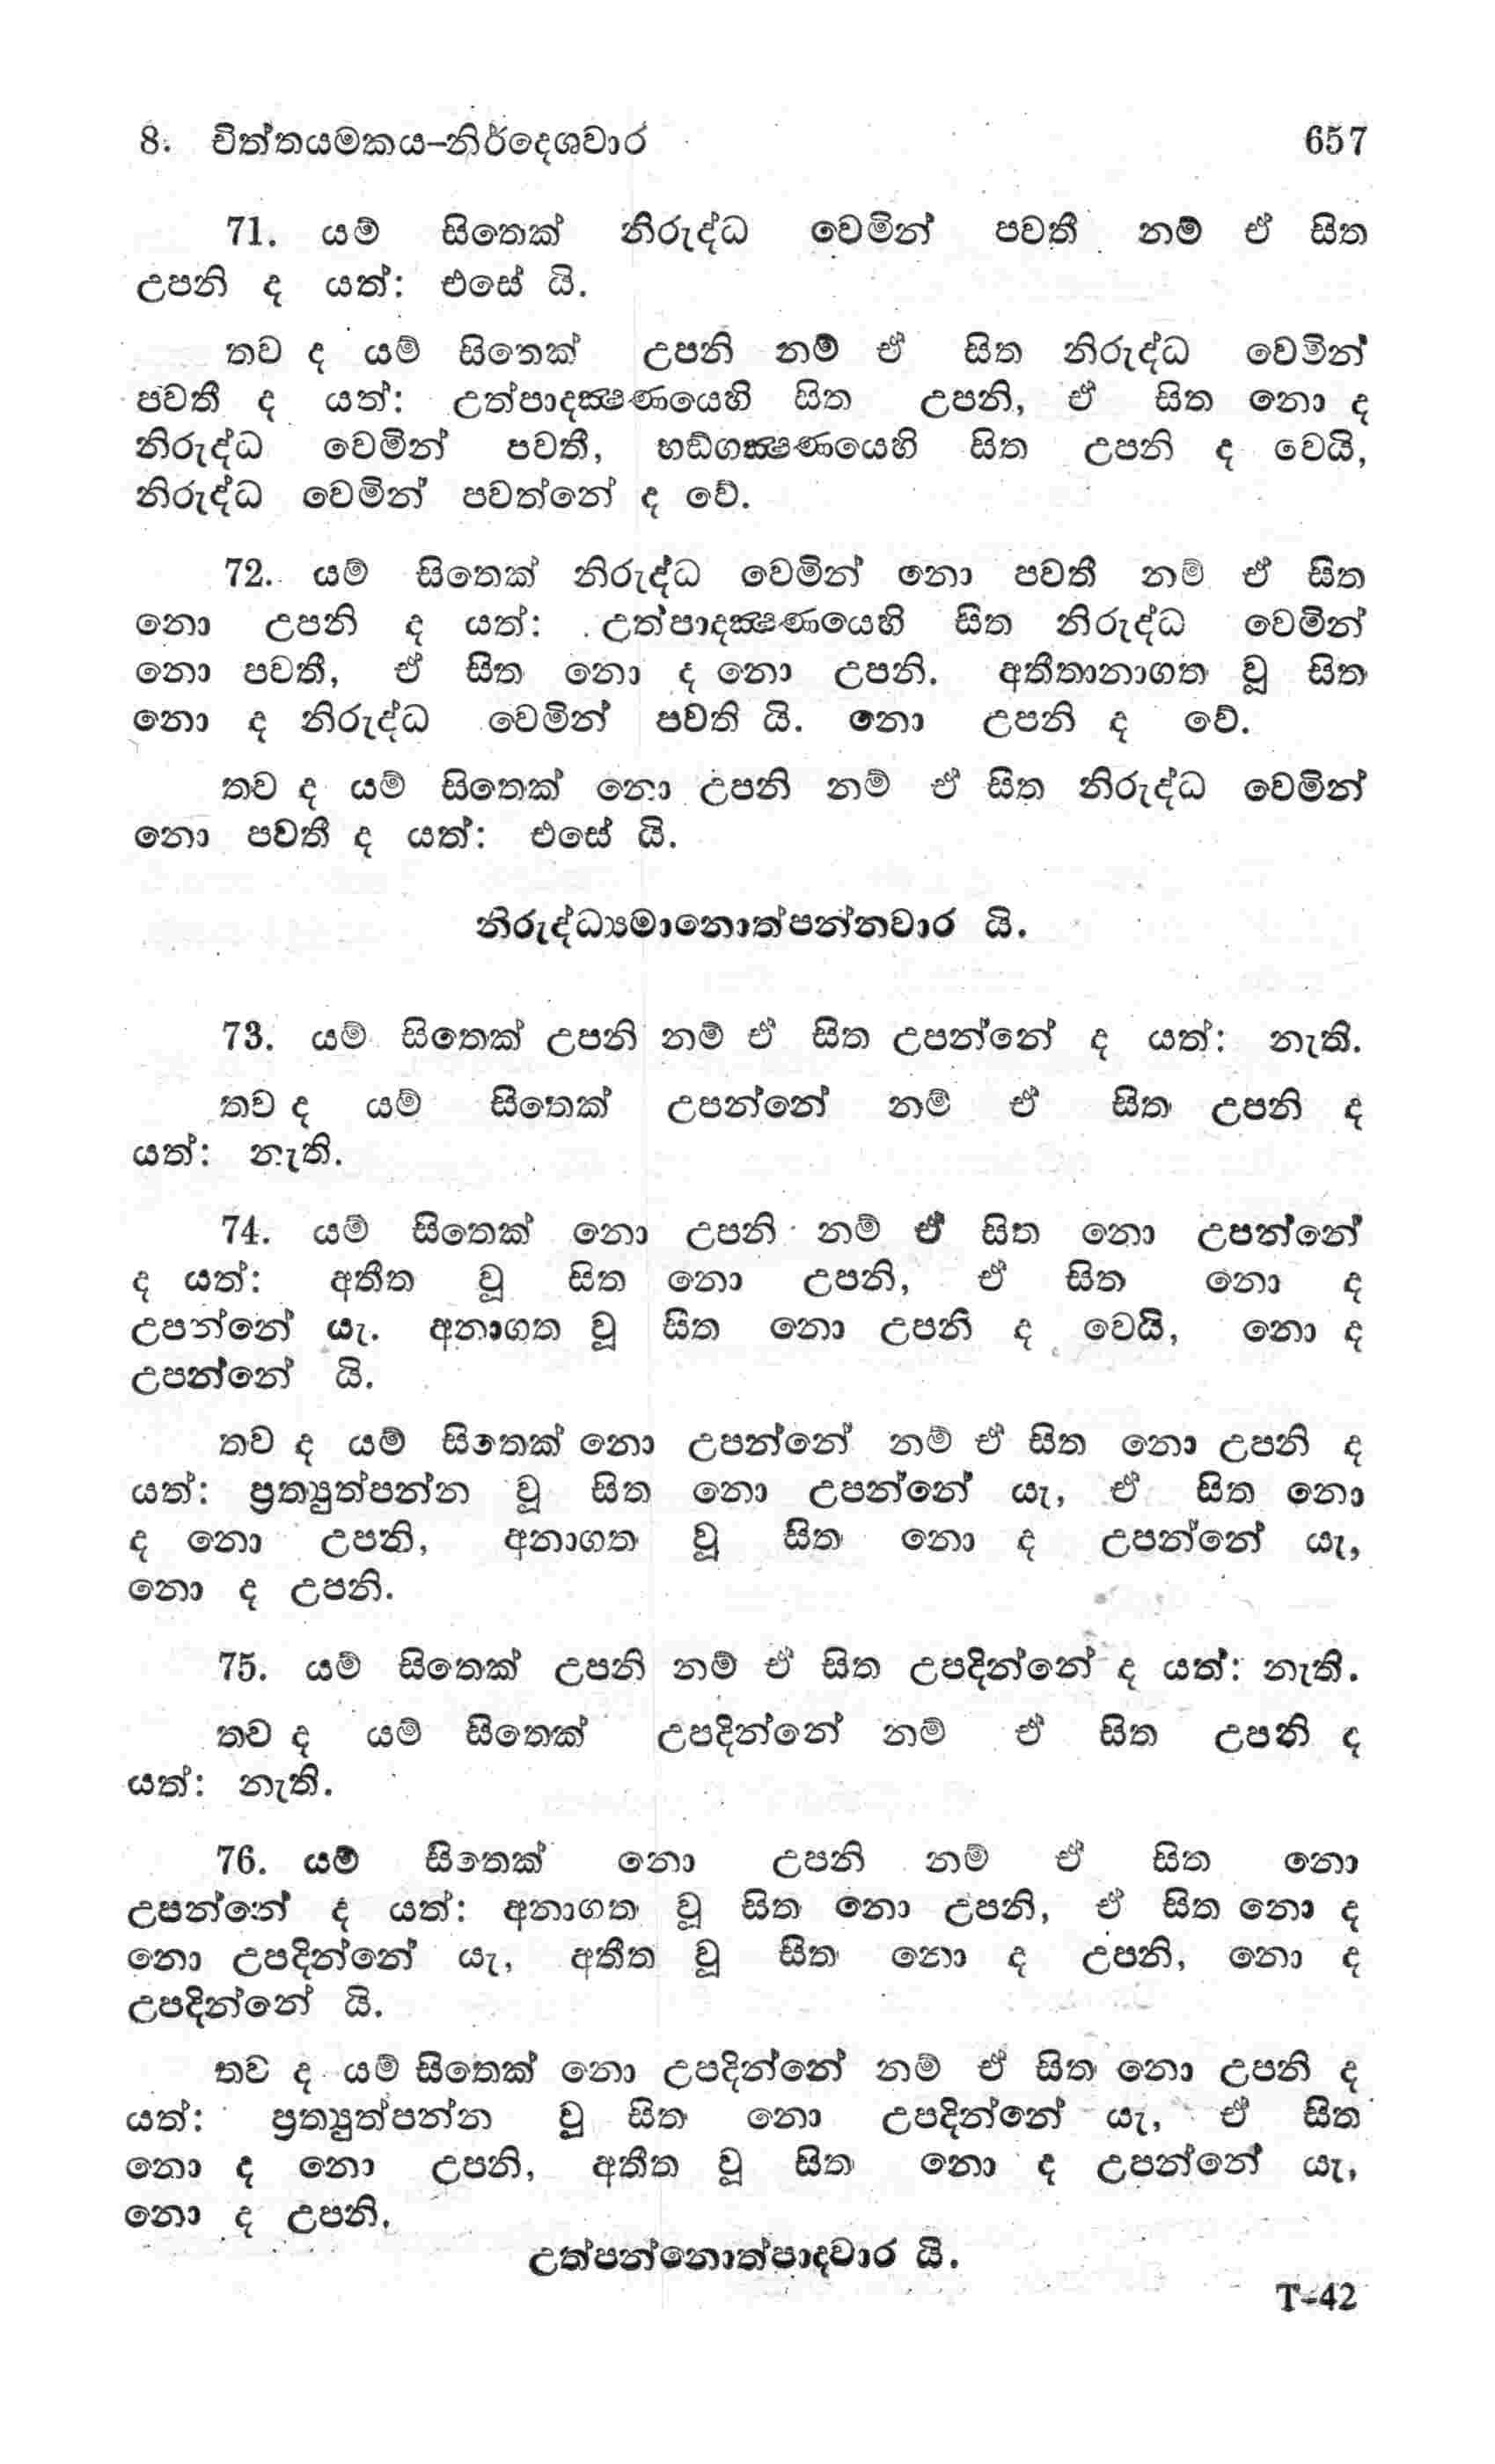 8. චිත්තයමකය–නිර්දෙශවාර 657
71. යම් සිතෙක් නිරුද්ධ වෙමින් පවතී නම් ඒ සිත
උපනි ද යත්: එසේ යි.
තව ද යම් සිතෙක් උපනි නම් ඒ සිත නිරුද්ධ වෙමින්
පවතී ද යත්: උත්පාදක්‍ෂණයෙහි සිත උපනි, ඒ සිත නො ද
නිරුද්ධ වෙමින් පවතී, භඞ්ගක්‍ෂණයෙහි සිත උපනි ද වෙයි,
නිරුද්ධ වෙමින් පවත්නේ ද වේ.
72. යම් සිතෙක් නිරුද්ධ වෙමින් නො පවතී නම් ඒ සිත
නො උපනි ද යත්: උත්පාදක්‍ෂණයෙහි සිත නිරුද්ධ වෙමින්
නො පවතී, ඒ සිත නො ද නො උපනි. අතීතානාගත වූ සිත
නො ද නිරුද්ධ වෙමින් පවති යි. නො උපනි ද වේ.
තව ද යම් සිතෙක් නො උපනි නම් ඒ සිත නිරුද්ධ වෙමින්
නො පවතී ද යත්: එසේ යි.
නිරුද්ධ්‍යමානොත්පන්නවාර යි.
73. යම් සිතෙක් උපනි නම් ඒ සිත උපන්නේ ද යත්: නැති.
තව ද යම් සිතෙක් උපන්නේ නම් ඒ සිත උපනි ද
යත්: නැති.
74. යම් සිතෙක් නො උපනි නම් ඒ සිත නො උපන්නේ
ද යත්: අතීත වූ සිත නො උපනි, ඒ සිත නො ද
උපන්නේ යැ. අනාගත වූ සිත නො උපනි ද වෙයි, නො ද
උපන්නේ යි.
තව ද යම් සිතෙක් නො උපන්නේ නම් ඒ සිත නො උපනි ද
යත්: ප්‍රත්‍යුත්පන්න වූ සිත නො උපන්නේ යැ, ඒ සිත නො
ද නො උපනි, අනාගත වූ සිත නො ද උපන්නේ යැ,
නො ද උපනි.
75. යම් සිතෙක් උපනි නම් ඒ සිත උපදින්නේ ද යත්: නැති.
තව ද යම් සිතෙක් උපදින්නේ නම් ඒ සිත උපනි ද
යත්: නැති.
76. යම් සිතෙක් නො උපනි නම් ඒ සිත නො
උපන්නේ ද යත්: අනාගත වූ සිත නො උපනි, ඒ සිත නො ද
නො උපදින්නේ යැ, අතීත වූ සිත නො ද උපනි, නො ද
උපදින්නේ යි.
තව ද යම් සිතෙක් නො උපදින්නේ නම් ඒ සිත නො උපනි ද
යත්: ප්‍රත්‍යුත්පන්න වූ සිත නො උපදින්නේ යැ, ඒ සිත
නො ද නො උපනි, අතීත වූ සිත නො ද උපන්නේ යැ,
නො ද උපනි.
උත්පන්නොත්පාදවාර යි.
T–42